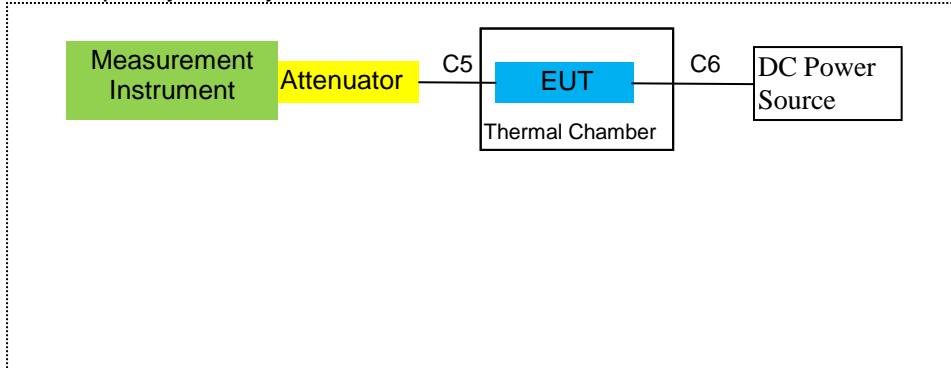 Measurement
Instrument
Attenuator
C5
EUT
Thermal Chamber
C6
DC Power
Source